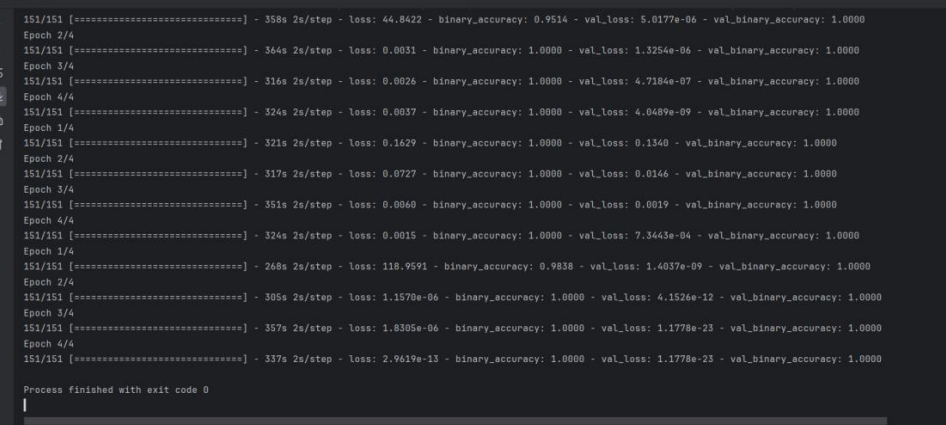 151/151 [==============================] - 358s 2s/step - loss: 44.8422 - binary_accuracy: 0.9514 - val_loss: 5.0177e-06 - val_binary_accuracy: 1.0000
Epoch 2/4
151/151 [==============================] - 364s 2s/step - loss: 0.0031 - binary_accuracy: 1.0000 - val_loss: 1.3254e-06 - val_binary_accuracy: 1.0000
Epoch 3/4
151/151 [==============================] - 316s 2s/step - loss: 0.0026 - binary_accuracy: 1.0000 - val_loss: 4.7184e-07 - val_binary_accuracy: 1.0000
Epoch 4/4
151/151 [==============================] - 324s 2s/step - loss: 0.0037 - binary_accuracy: 1.0000 - val_loss: 4.0489e-09 - val_binary_accuracy: 1.0000
Epoch 1/4
151/151 [==============================] - 321s 2s/step - loss: 0.1629 - binary_accuracy: 1.0000 - val_loss: 0.1340 - val_binary_accuracy: 1.0000
Epoch 2/4
151/151 [==============================] - 317s 2s/step - loss: 0.0727 - binary_accuracy: 1.0000 - val_loss: 0.0146 - val_binary_accuracy: 1.0000
Epoch 3/4
151/151 [==============================] - 351s 2s/step - loss: 0.0060 - binary_accuracy: 1.0000 - val_loss: 0.0019 - val_binary_accuracy: 1.0000
Epoch 4/4
151/151 [==============================] - 324s 2s/step - loss: 0.0015 - binary_accuracy: 1.0000 - val_loss: 7.3443e-04 - val_binary_accuracy: 1.0000
Epoch 1/4
151/151 [==============================] - 268s 2s/step - loss: 118.9591 - binary_accuracy: 0.9838 - val_loss: 1.4037e-09 - val_binary_accuracy: 1.0000
Epoch 2/4
151/151 [==============================] - 305s 2s/step - loss: 1.1570e-06 - binary_accuracy: 1.0000 - val_loss: 4.1526e-12 - val_binary_accuracy: 1.0000
Epoch 3/4
151/151 [==============================] - 357s 2s/step - loss: 1.8305e-06 - binary_accuracy: 1.0000 - val_loss: 1.1778e-23 - val_binary_accuracy: 1.0000
Epoch 4/4
151/151 [==============================] - 337s 2s/step - loss: 2.9619e-13 - binary_accuracy: 1.0000 - val_loss: 1.1778e-23 - val_binary_accuracy: 1.0000
Process finished with exit code 0